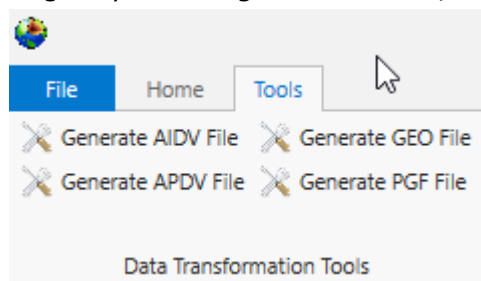 File Home Tools
Generate AIDV File Generate GEO File
Generate APDV File Generate PGF File
Data Transformation Tools